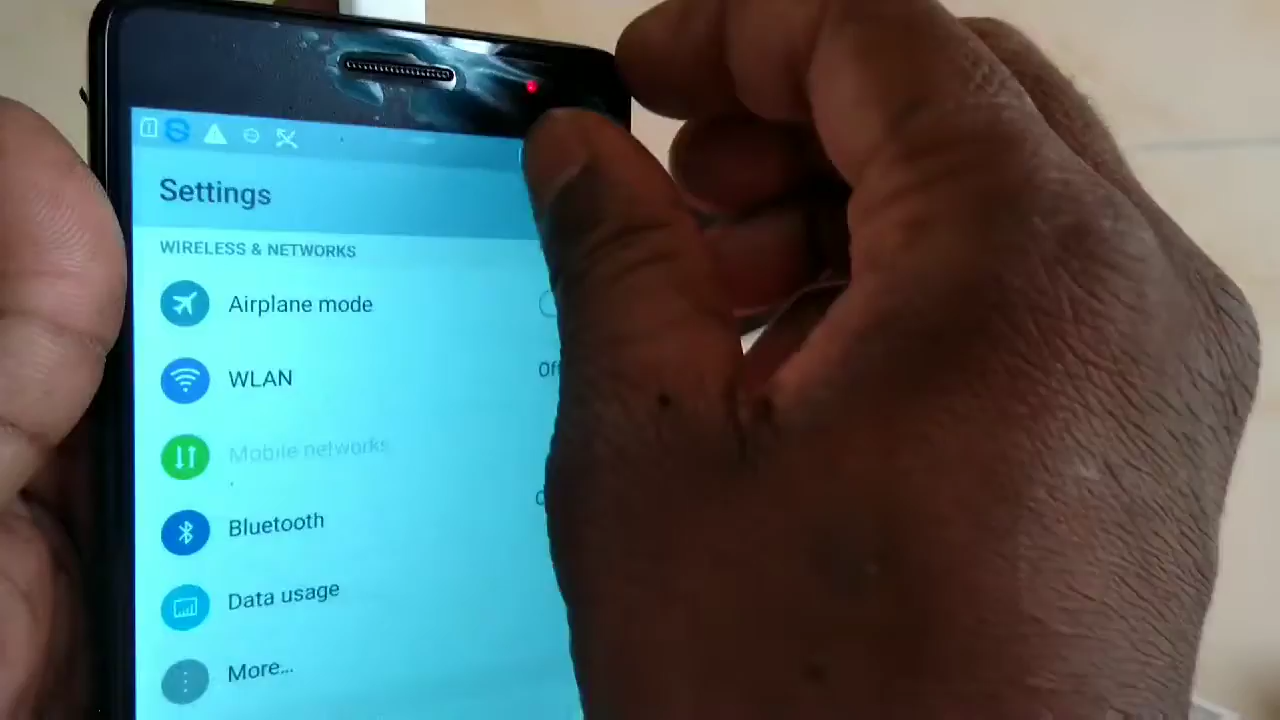 Settings
WIRELESS & NETWORKS
Airplane mode
WLAN
Off
Mobile networks
Bluetooth
Data usage
More...